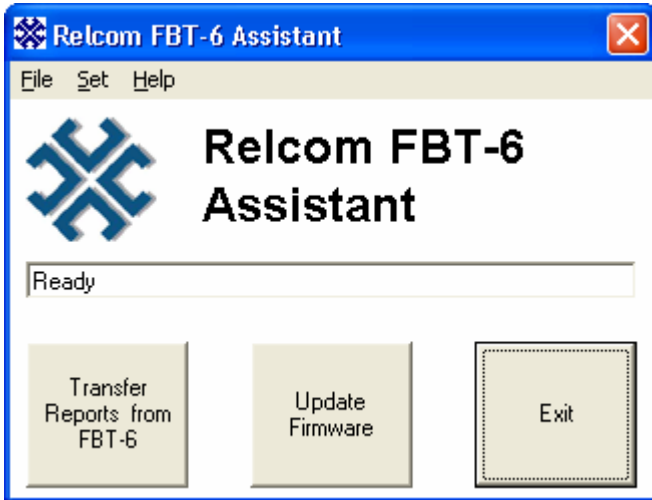 Relcom FBT-6 Assistant
File Set Help
Relcom FBT-6
Assistant
Ready
Transfer
Reports from
FBT-6
Update
Firmware
Exit